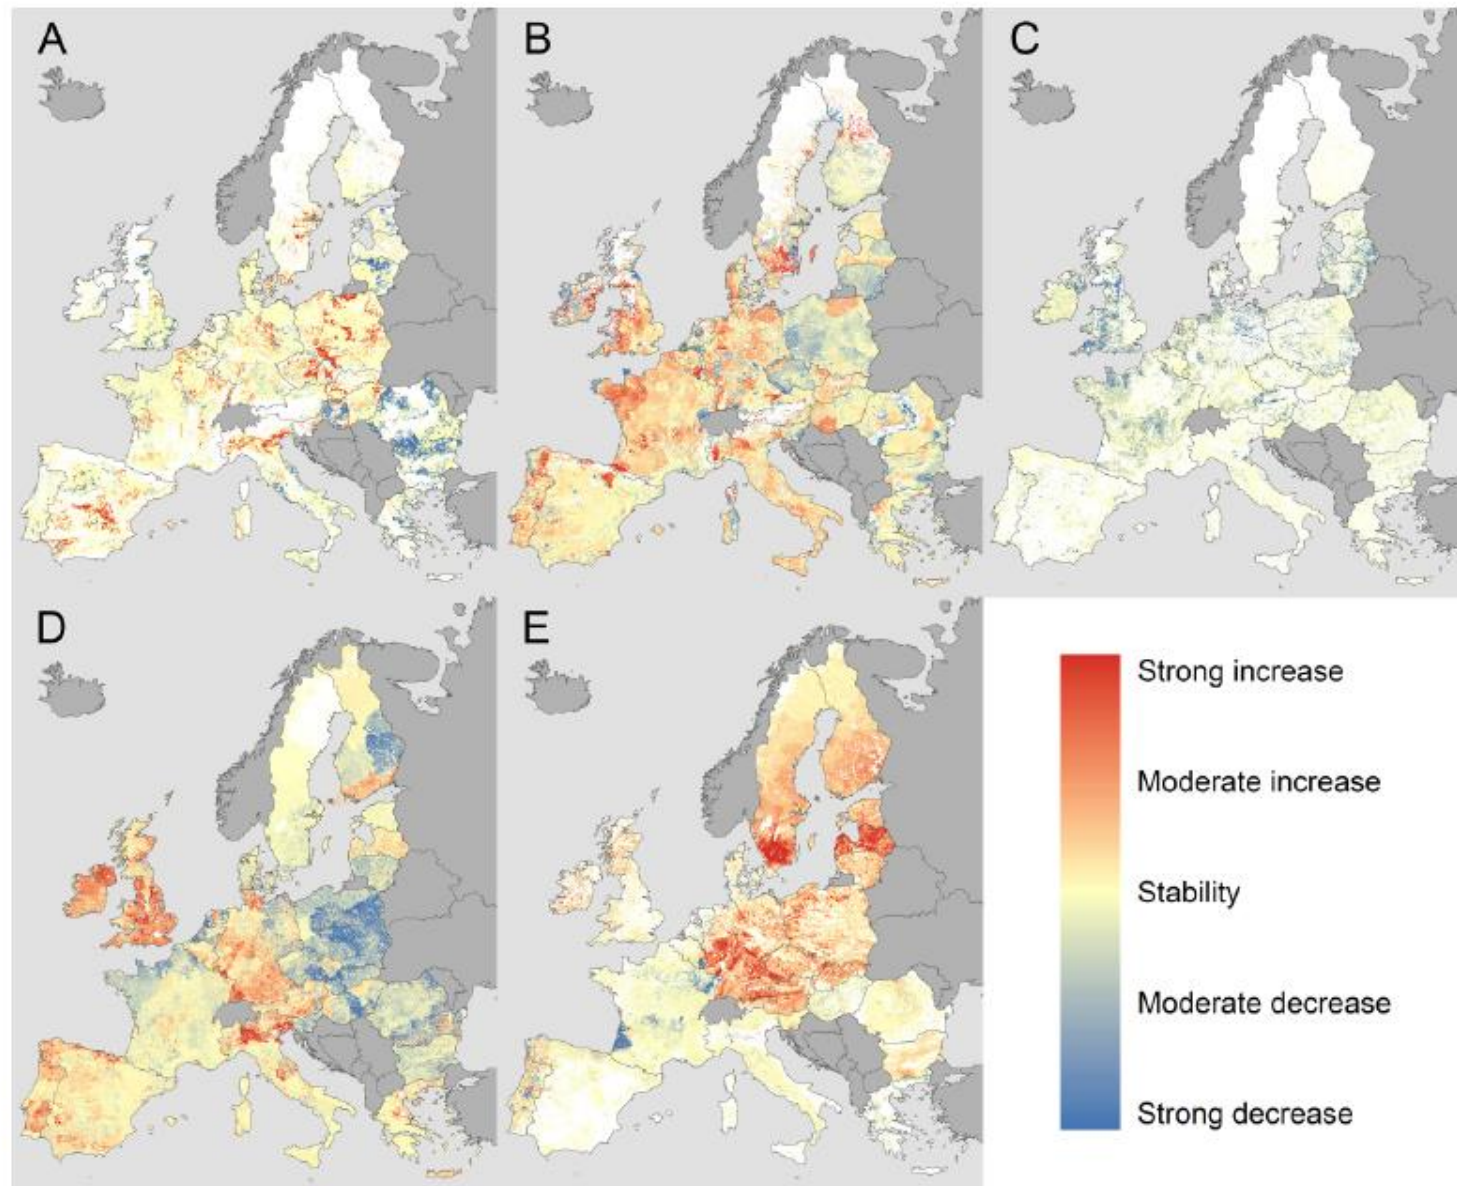 A
B
C
D
E
Strong increase
Moderate increase
Stability
Moderate decrease
Strong decrease